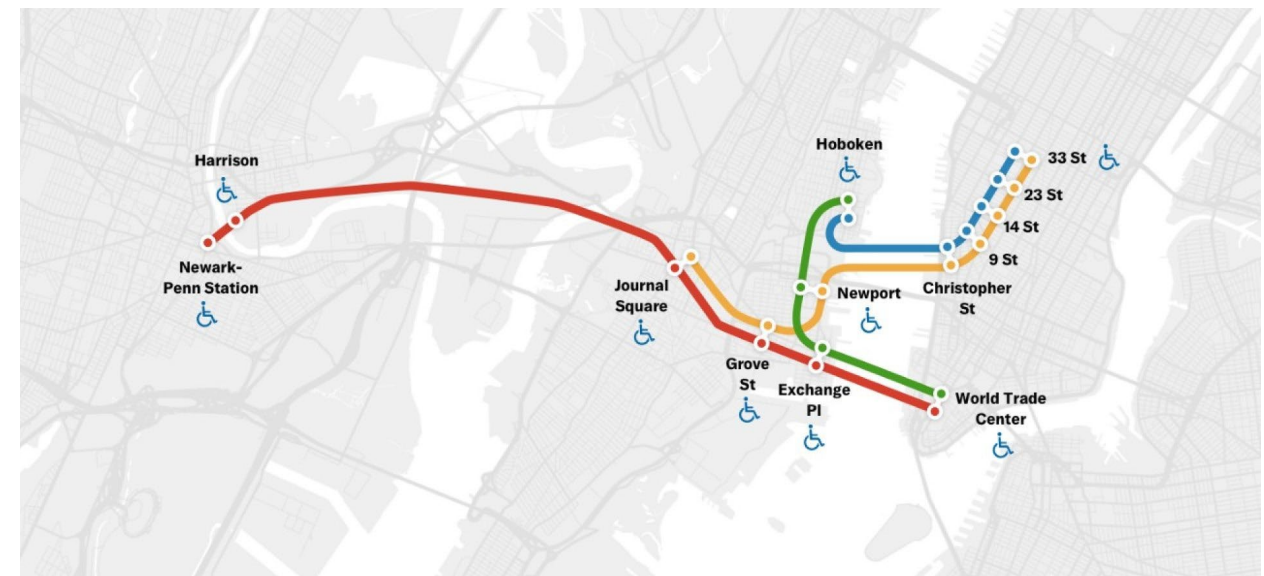 Harrison
Newark-
Penn Station
Journal
Square
Grove
St
Exchange
Pl
Hoboken
Newport
Christopher
St
33 St
23 St
14 St
9 St
World Trade
Center